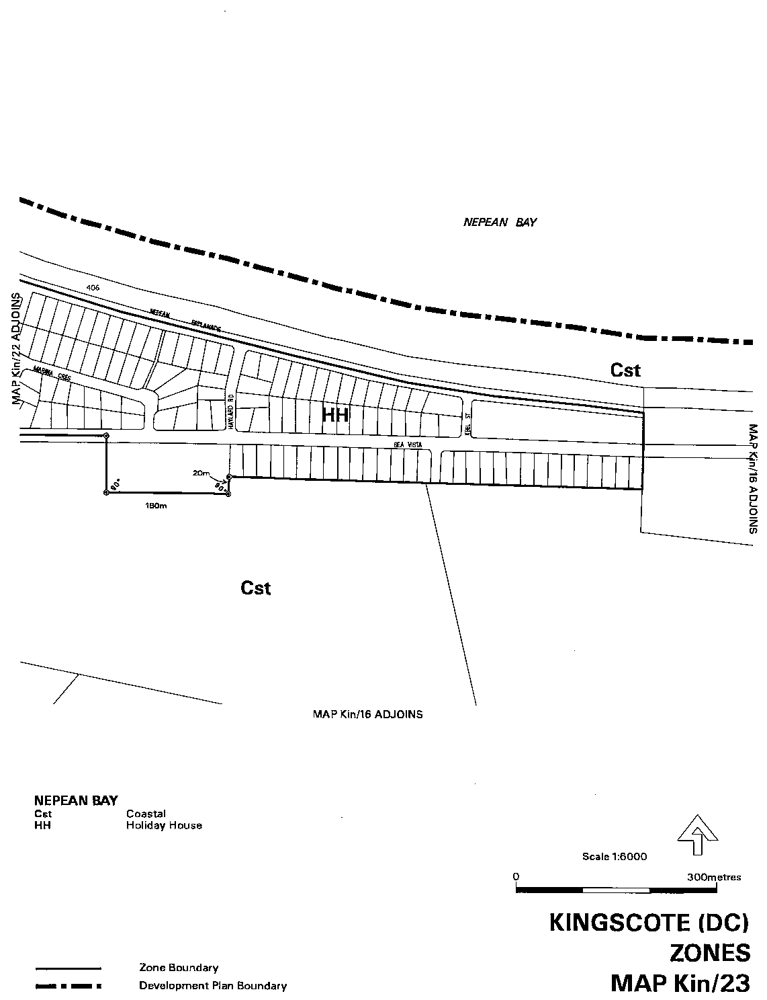 NEPEAN BAY
406
NEPEAN ESPLANADE
MAP Kin/22 ADJOINS
MARINA CRES
Cst
HAYLARD RD
HH
SEA VISTA
MAP Kin/16 ADJOINS
20m
90°
90°
180m
Cst
MAP Kin/16 ADJOINS
NEPEAN BAY
Cst Coastal
HH Holiday House
Scale 1:6000
0 300metres
KINGSCOTE (DC)
ZONES
MAP Kin/23
Zone Boundary
Development Plan Boundary